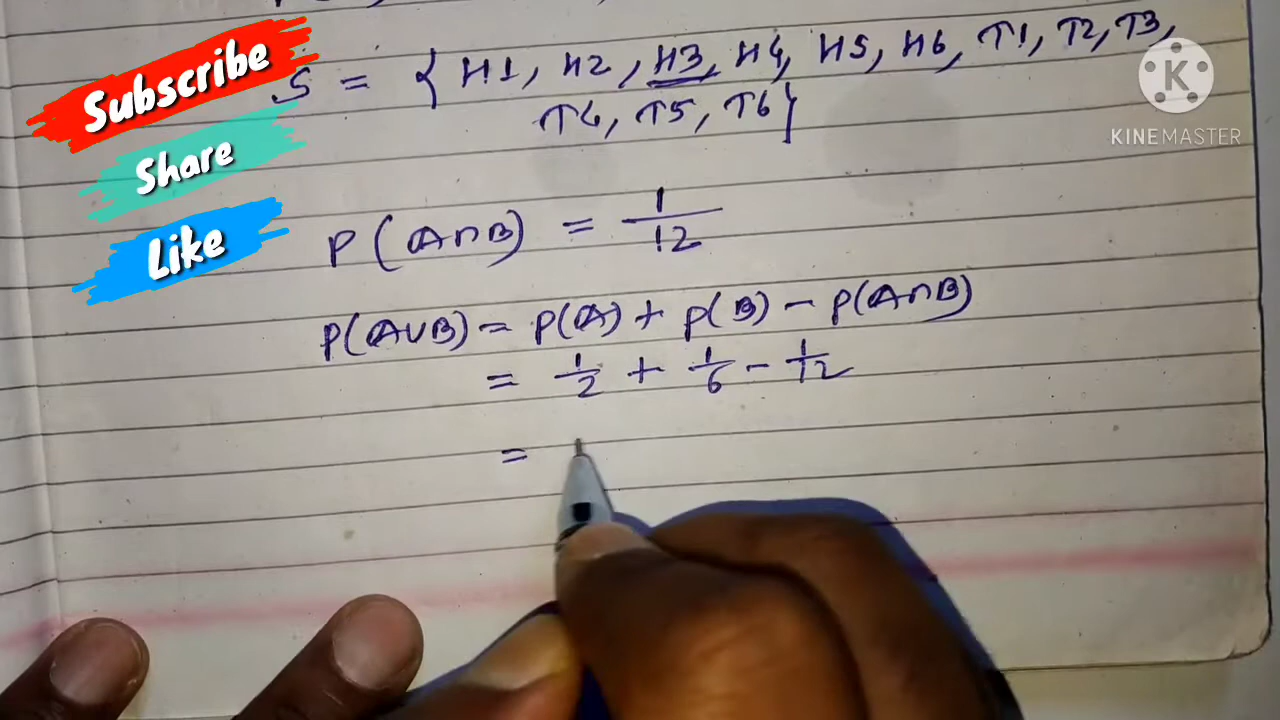 Subscribe
Share
Like
K
KINEMASTER
S = { H1, H2, H3, H4, H5, H6, T1, T2, T3,
T4, T5, T6}
P(A∩B) = 1/12
P(A∪B) = P(A) + P(B) - P(A∩B)
= 1/2 + 1/6 - 1/12
=